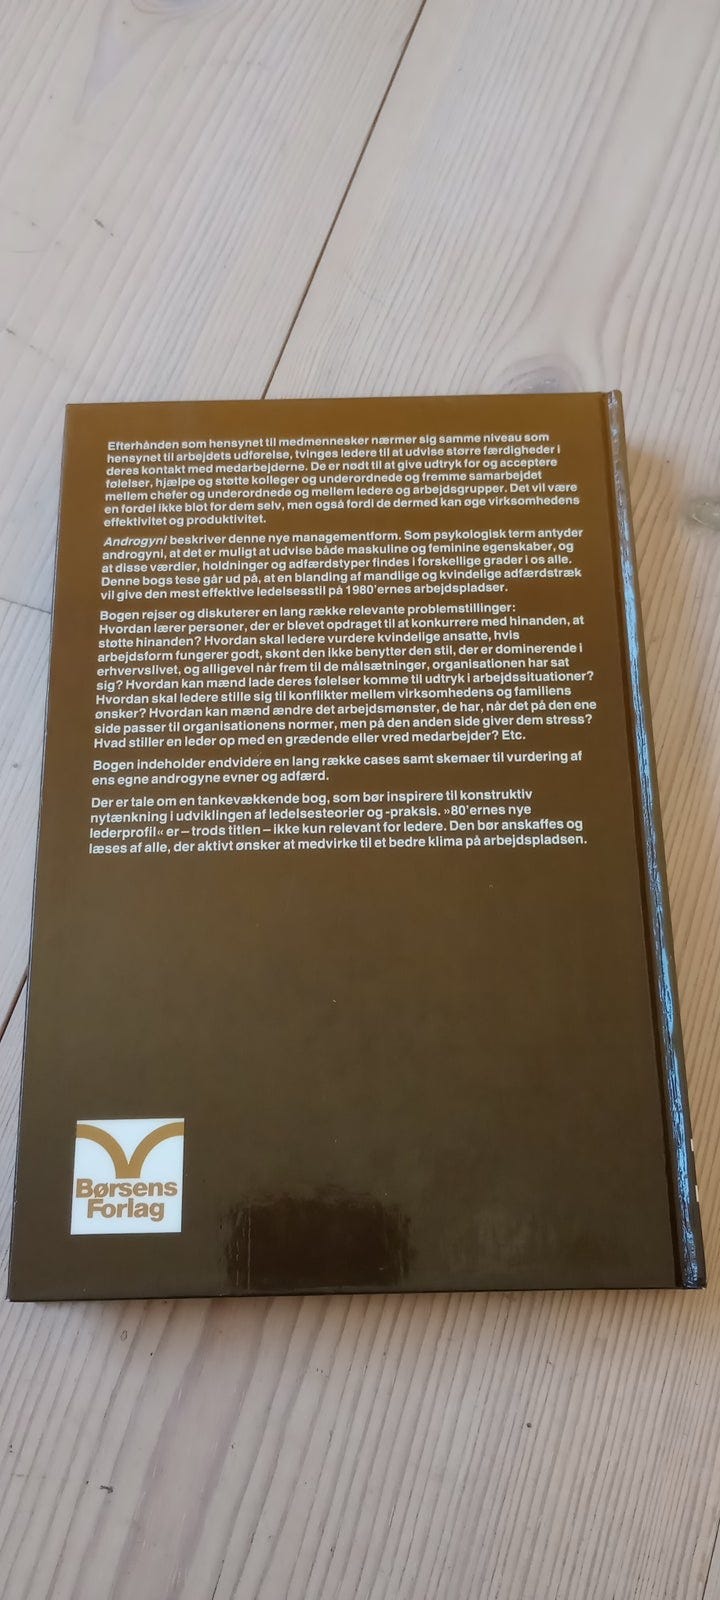 Efterhånden som hensynet til medmennesker nærmer sig samme niveau som
hensynet til arbejdets udførelse, tvinges ledere til at udvise større færdigheder i
deres kontakt med medarbejderne. De er nødt til at give udtryk for og acceptere
følelser, hjælpe og støtte kolleger og underordnede og fremme samarbejdet
mellem chefer og underordnede og mellem ledere og arbejdsgrupper. Det vil være
en fordel ikke blot for dem selv, men også fordi de dermed kan øge virksomhedens
effektivitet og produktivitet.
Androgyni beskriver denne nye managementform. Som psykologisk term antyder
androgyni, at det er muligt at udvise både maskuline og feminine egenskaber, og
at disse værdier, holdninger og adfærdstyper findes i forskellige grader i os alle.
Denne bogs tese går ud på, at en blanding af mandlige og kvindelige adfærdstræk
vil give den mest effektive ledelsesstil på 1980'ernes arbejdspladser.
Bogen rejser og diskuterer en lang række relevante problemstillinger:
Hvordan lærer personer, der er blevet opdraget til at konkurrere med hinanden, at
støtte hinanden? Hvordan skal ledere vurdere kvindelige ansatte, hvis
arbejdsform fungerer godt, skønt den ikke benytter den stil, der er dominerende i
erhvervslivet, og alligevel når frem til de målsætninger, organisationen har sat
sig? Hvordan kan mænd lade deres følelser komme til udtryk i arbejdssituationer?
Hvordan skal ledere stille sig til konflikter mellem virksomhedens og familiens
ønsker? Hvordan kan mænd ændre det arbejdsmønster, de har, når det på den ene
side passer til organisationens normer, men på den anden side giver dem stress?
Hvad stiller en leder op med en grædende eller vred medarbejder? Etc.
Bogen indeholder endvidere en lang række cases samt skemaer til vurdering af
ens egne androgyne evner og adfærd.
Der er tale om en tankevækkende bog, som bør inspirere til konstruktiv
nytænkning i udviklingen af ledelsesteorier og -praksis. »80'ernes nye
lederprofil« er – trods titlen – ikke kun relevant for ledere. Den bør anskaffes og
læses af alle, der aktivt ønsker at medvirke til et bedre klima på arbejdspladsen.
Børsens
Forlag